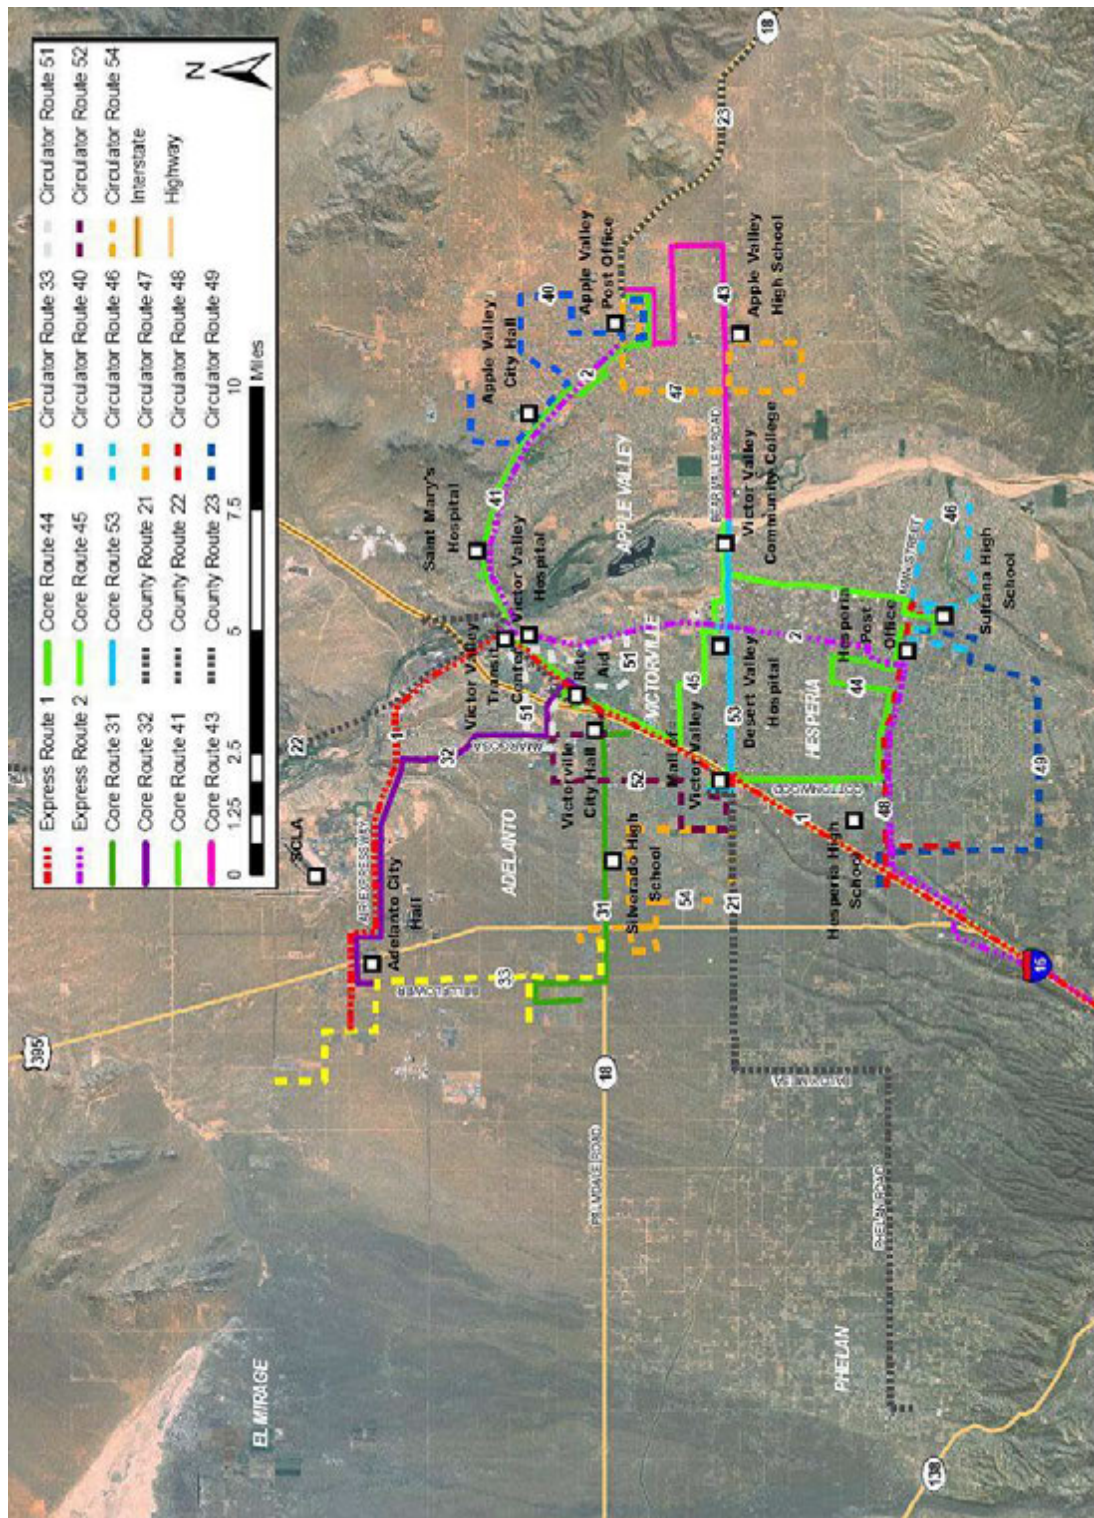 Express Route 1
Express Route 2
Core Route 31
Core Route 32
Core Route 41
Core Route 43
Core Route 44
Core Route 45
Core Route 53
County Route 21
County Route 22
County Route 23
Circulator Route 33
Circulator Route 40
Circulator Route 46
Circulator Route 47
Circulator Route 48
Circulator Route 49
Circulator Route 51
Circulator Route 52
Circulator Route 54
Interstate
Highway
N
0 1.25 2.5 5 7.5 10
Miles
395
EL MIRAGE
SCLA
22
AIR EXPRESSWAY
1
32
Adelanto City
Hall
BELLFLOWER
33
ADELANTO
Victor Valley
Transit
Center
Victor Valley
Hospital
Saint Mary's
Hospital
41
Apple Valley
City Hall
40
Apple Valley
Post Office
2
23
18
51
Rite
Aid
51
Victorville
City Hall
52
31
Silverado High
School
54
18
PALMDALE ROAD
VICTORVILLE
APPLE VALLEY
47
43
Apple Valley
High School
BEAR VALLEY ROAD
Victor Valley
Community College
45
53
Desert Valley
Hospital
Victor Valley
21
1
COTTONWOOD
HESPERIA
2
44
Hesperia
Post
Office
46
Sultana High
School
48
49
Hesperia High
School
15
PHELAN ROAD
PHELAN
138